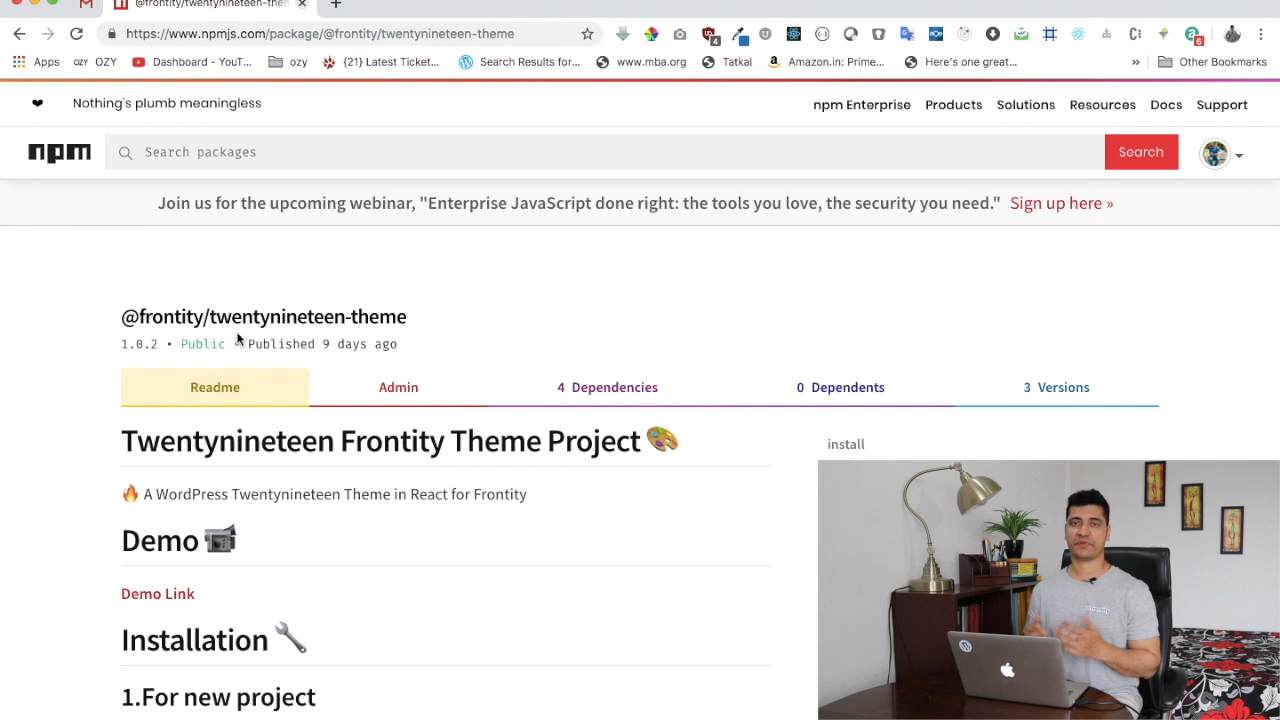 @frontity/twentynineteen-them
https://www.npmjs.com/package/@frontity/twentynineteen-theme
4
6
Apps
OZY OZY
Dashboard - YouT...
ozy
{21} Latest Ticket...
Search Results for...
www.mba.org
Tatkal
Amazon.in: Prime...
Here's one great...
»
Other Bookmarks
❤ Nothing's plumb meaningless
npm Enterprise Products Solutions Resources Docs Support
npm
Search packages
Search
Join us for the upcoming webinar, "Enterprise JavaScript done right: the tools you love, the security you need." Sign up here »
@frontity/twentynineteen-theme
1.0.2 • Public • Published 9 days ago
Readme
Admin
4 Dependencies
0 Dependents
3 Versions
Twentynineteen Frontity Theme Project 🎨
install
🔥 A WordPress Twentynineteen Theme in React for Frontity
Demo 📹
Demo Link
Installation 🔧
1.For new project